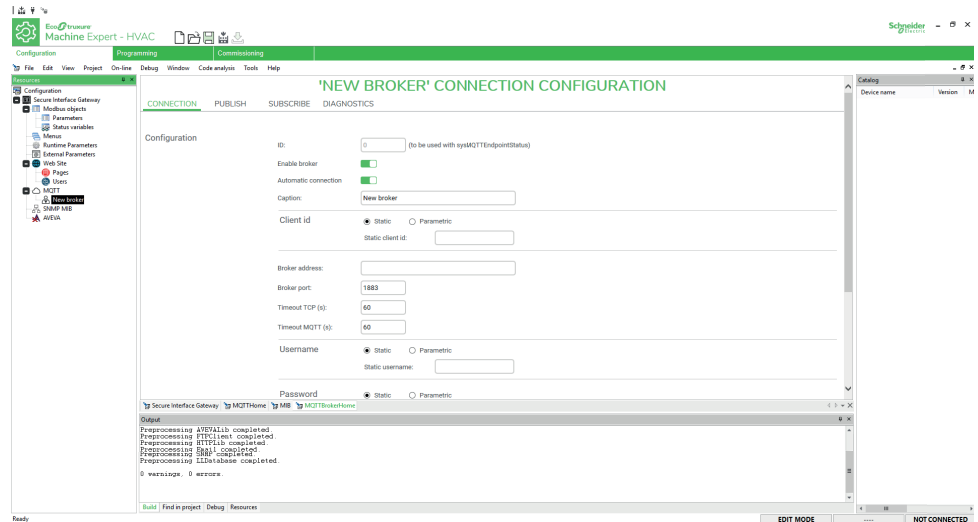 EcoStruxure
Machine Expert - HVAC
Schneider
Electric
Configuration Programming Commissioning
File Edit View Project On-line Debug Window Code analysis Tools Help
Resources
Configuration
Secure Interface Gateway
Modbus objects
Parameters
Status variables
Menus
Runtime Parameters
External Parameters
Web Site
Pages
Users
MQTT
New broker
SNMP MIB
AVEVA
'NEW BROKER' CONNECTION CONFIGURATION
CONNECTION PUBLISH SUBSCRIBE DIAGNOSTICS
Configuration
ID: 0 (to be used with sysMQTTEndpointStatus)
Enable broker
Automatic connection
Caption: New broker
Client id Static Parametric
Static client id:
Broker address:
Broker port: 1883
Timeout TCP (s): 60
Timeout MQTT (s): 60
Username Static Parametric
Static username:
Password Static Parametric
Secure Interface Gateway MQTTHome MIB MQTTBrokerHome
Catalog
Device name Version M
Output
Preprocessing AVEVALib completed.
Preprocessing FTPClient completed.
Preprocessing HTTPLib completed.
Preprocessing Email completed.
Preprocessing SNMP completed.
Preprocessing LLDatabase completed.
0 warnings, 0 errors.
Build Find in project Debug Resources
Ready EDIT MODE ---- NOT CONNECTED